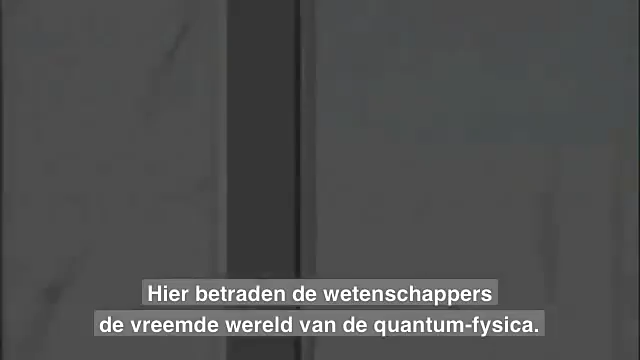 Hier betraden de wetenschappers
de vreemde wereld van de quantum-fysica.